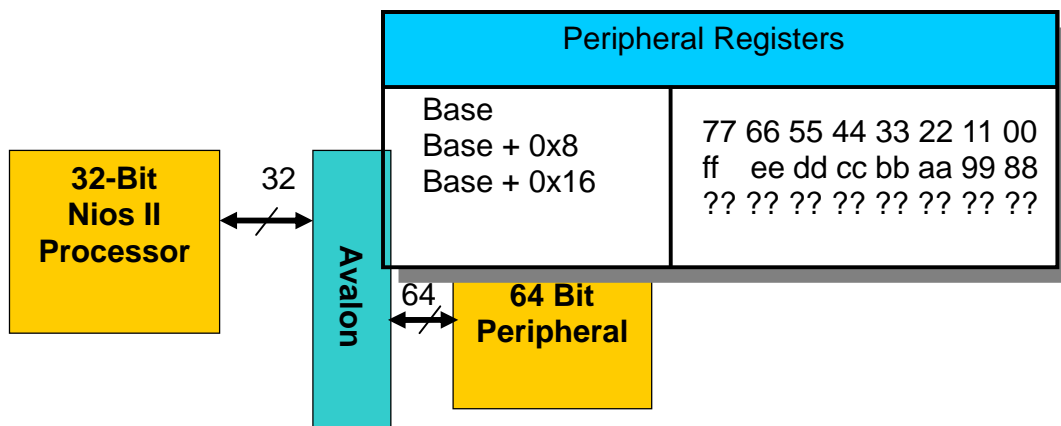 Peripheral Registers
Base
Base + 0x8
Base + 0x16
77 66 55 44 33 22 11 00
ff ee dd cc bb aa 99 88
?? ?? ?? ?? ?? ?? ?? ??
32-Bit
Nios II
Processor
32
Avalon
64
64 Bit
Peripheral